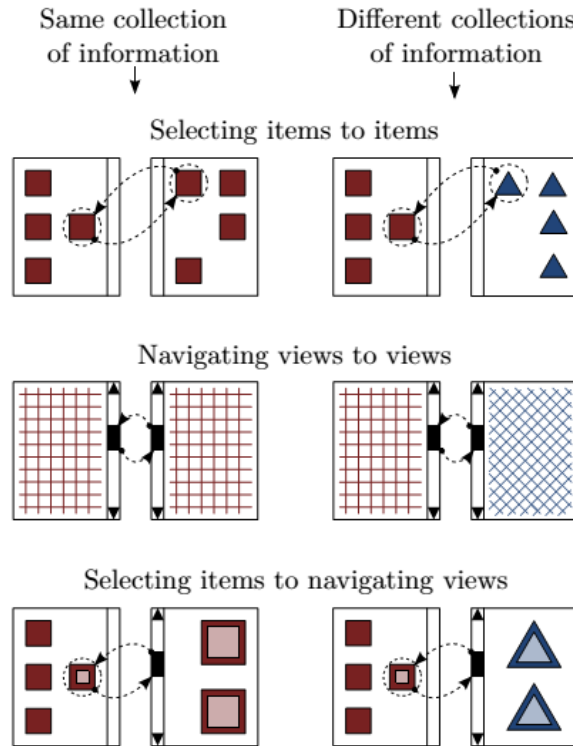 Same collection
of information
Different collections
of information
Selecting items to items
Navigating views to views
Selecting items to navigating views